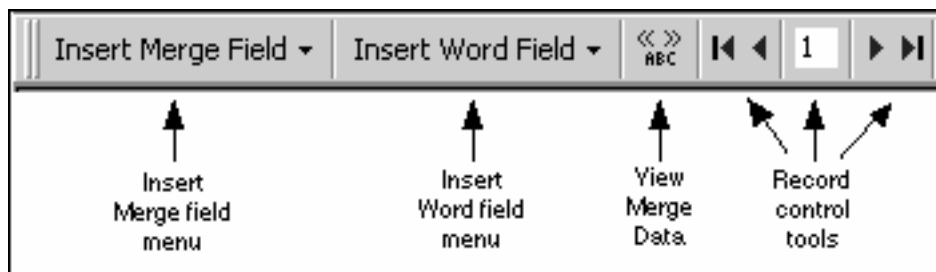 Insert Merge Field Insert Word Field « » ABC 1
Insert Merge field menu
Insert Word field menu
View Merge Data
Record control tools